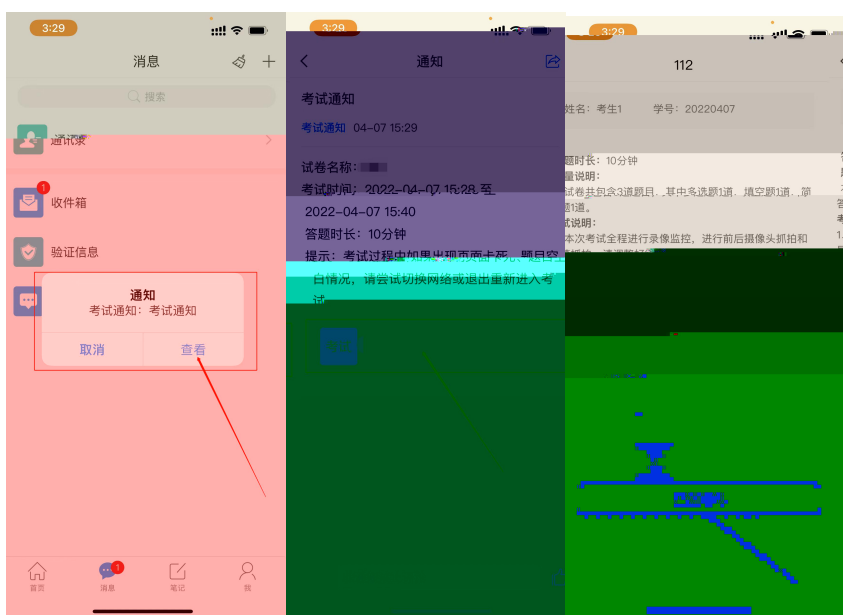 3:29
消息
搜索
通讯录
1
收件箱
验证信息
通知
考试通知：考试通知
取消
查看
1
首页
消息
笔记
我
3:29
通知
考试通知
考试通知 04-07 15:29
试卷名称：
考试时间：2022-04-07 15:28 至
2022-04-07 15:40
答题时长：10分钟
提示：考试过程中如果出现页面卡死、题目空
白情况，请尝试切换网络或退出重新进入考
试
考试
3:29
112
姓名：考生1
学号：20220407
题时长：10分钟
量说明：
试卷共包含3道题目，其中多选题1道，填空题1道，简
题1道。
试说明：
本次考试全程进行录像监控，进行前后摄像头抓拍和